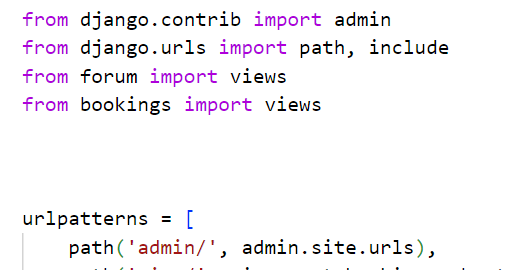 from django.contrib import admin
from django.urls import path, include
from forum import views
from bookings import views
urlpatterns = [
path('admin/', admin.site.urls),